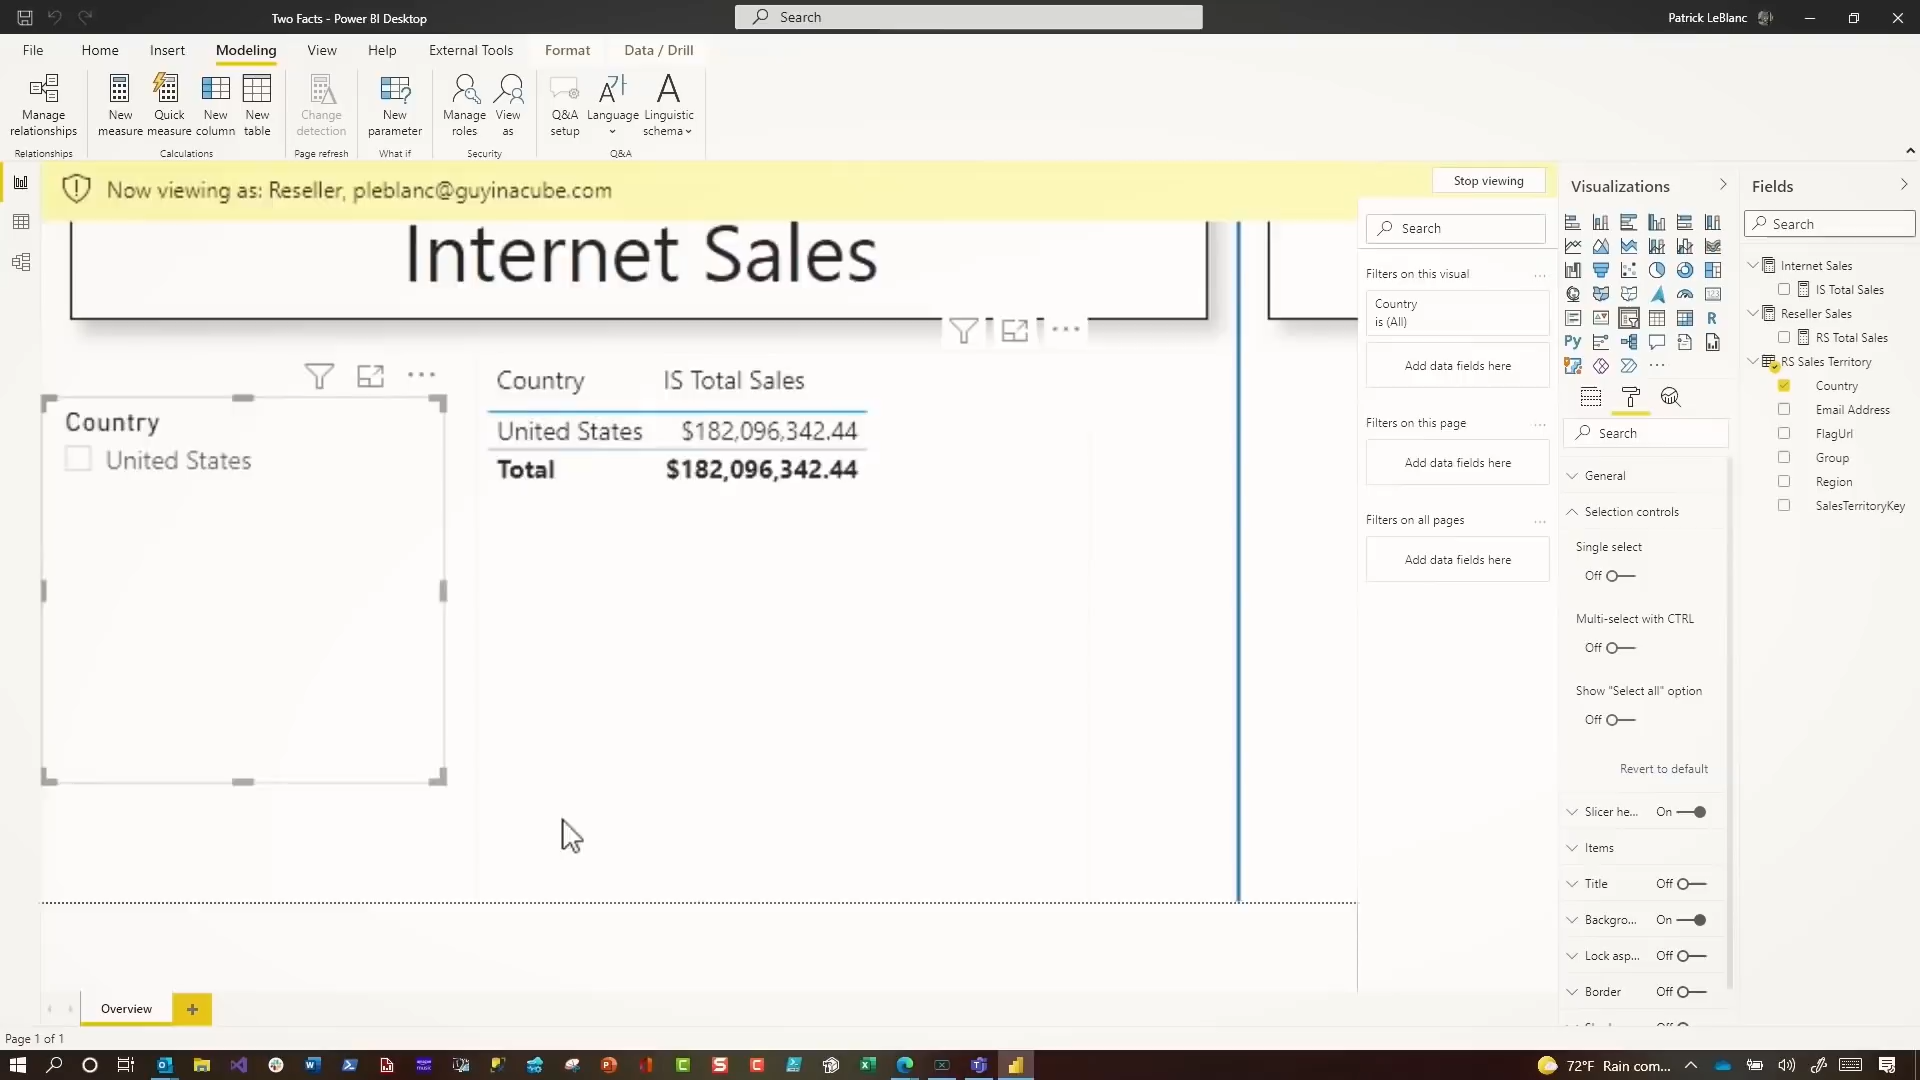 Two Facts - Power BI Desktop
Search
Patrick LeBlanc
File
Home
Insert
Modeling
View
Help
External Tools
Format
Data / Drill
Manage
relationships
New
measure
Quick
measure
New
column
New
table
Change
detection
New
parameter
Manage
roles
View
as
Q&A
setup
Language
Linguistic
schema
Relationships
Calculations
Page refresh
What if
Security
Q&A
Now viewing as: Reseller, pleblanc@guyinacube.com
Stop viewing
Internet Sales
Country
United States
Country IS Total Sales
United States $182,096,342.44
Total $182,096,342.44
Search
Filters on this visual ...
Country
is (All)
Add data fields here
Filters on this page ...
Add data fields here
Filters on all pages ...
Add data fields here
Visualizations
R
Py
...
Search
General
Selection controls
Single select
Off
Multi-select with CTRL
Off
Show "Select all" option
Off
Revert to default
Slicer he... On
Items
Title Off
Backgro... On
Lock asp... Off
Border Off
Fields
Search
Internet Sales
IS Total Sales
Reseller Sales
RS Total Sales
RS Sales Territory
Country
Email Address
FlagUrl
Group
Region
SalesTerritoryKey
Overview
+
Page 1 of 1
72°F Rain com...